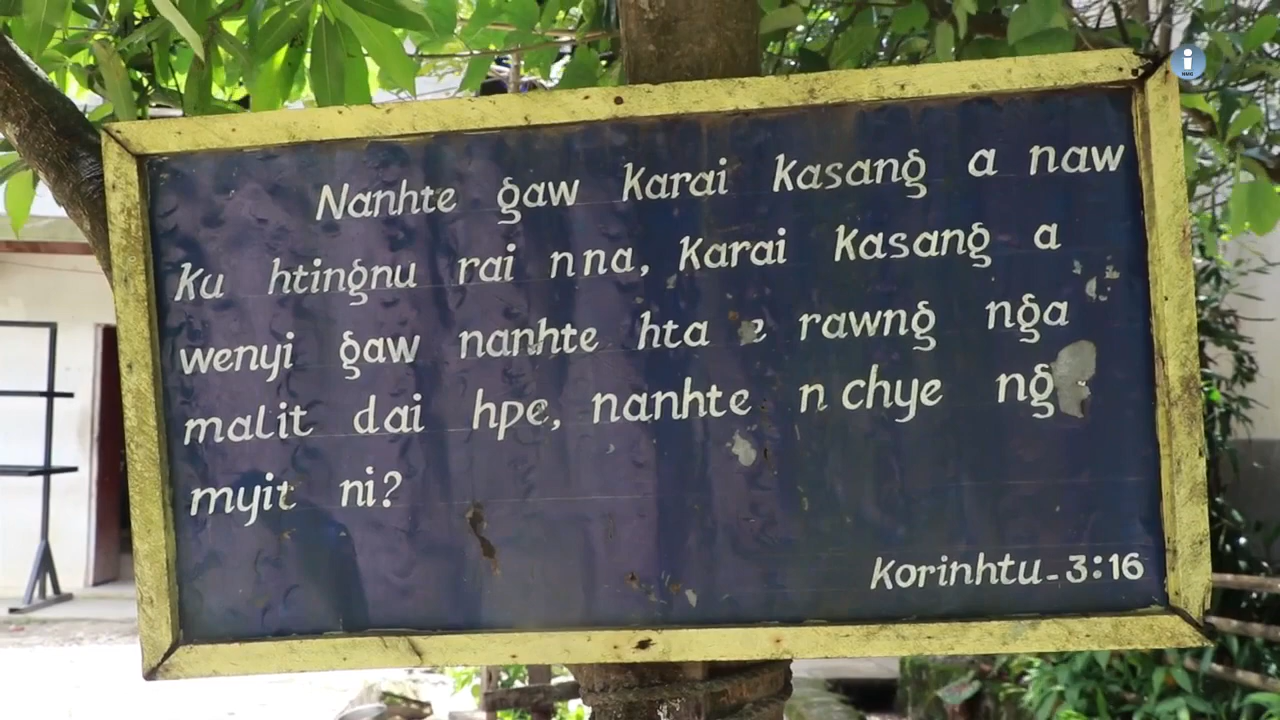 Nanhte gaw Karai kasang a naw
Ku htingnu rai nna, Karai kasang a
wenyi gaw nanhte hta e rawng nga
malit dai hpe, nanhte n chye
myit ni?
Korinhtu-3:16